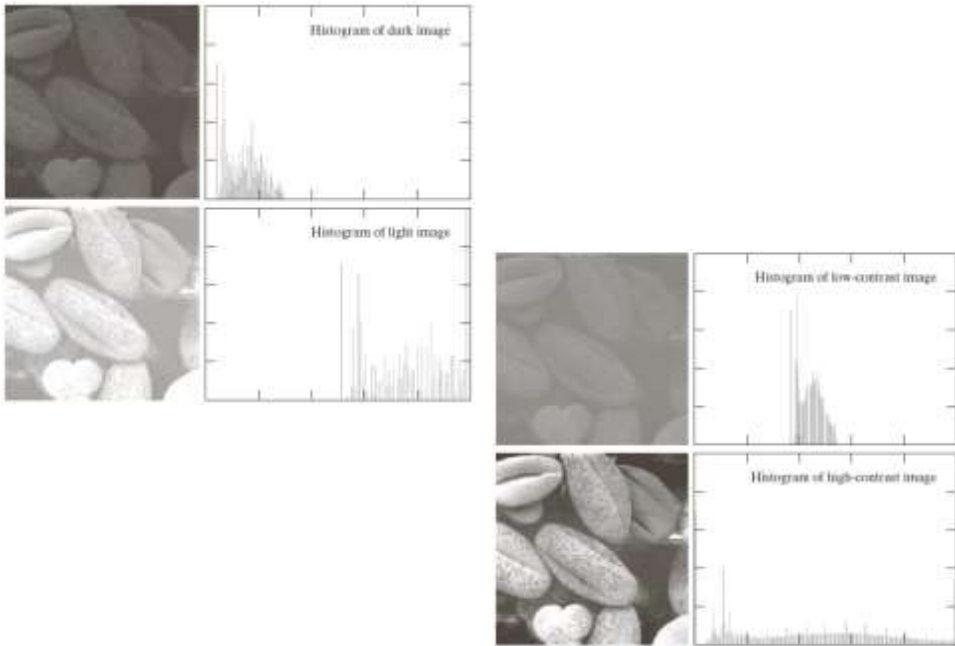 Histogram of dark image
Histogram of light image
Histogram of low-contrast image
Histogram of high-contrast image